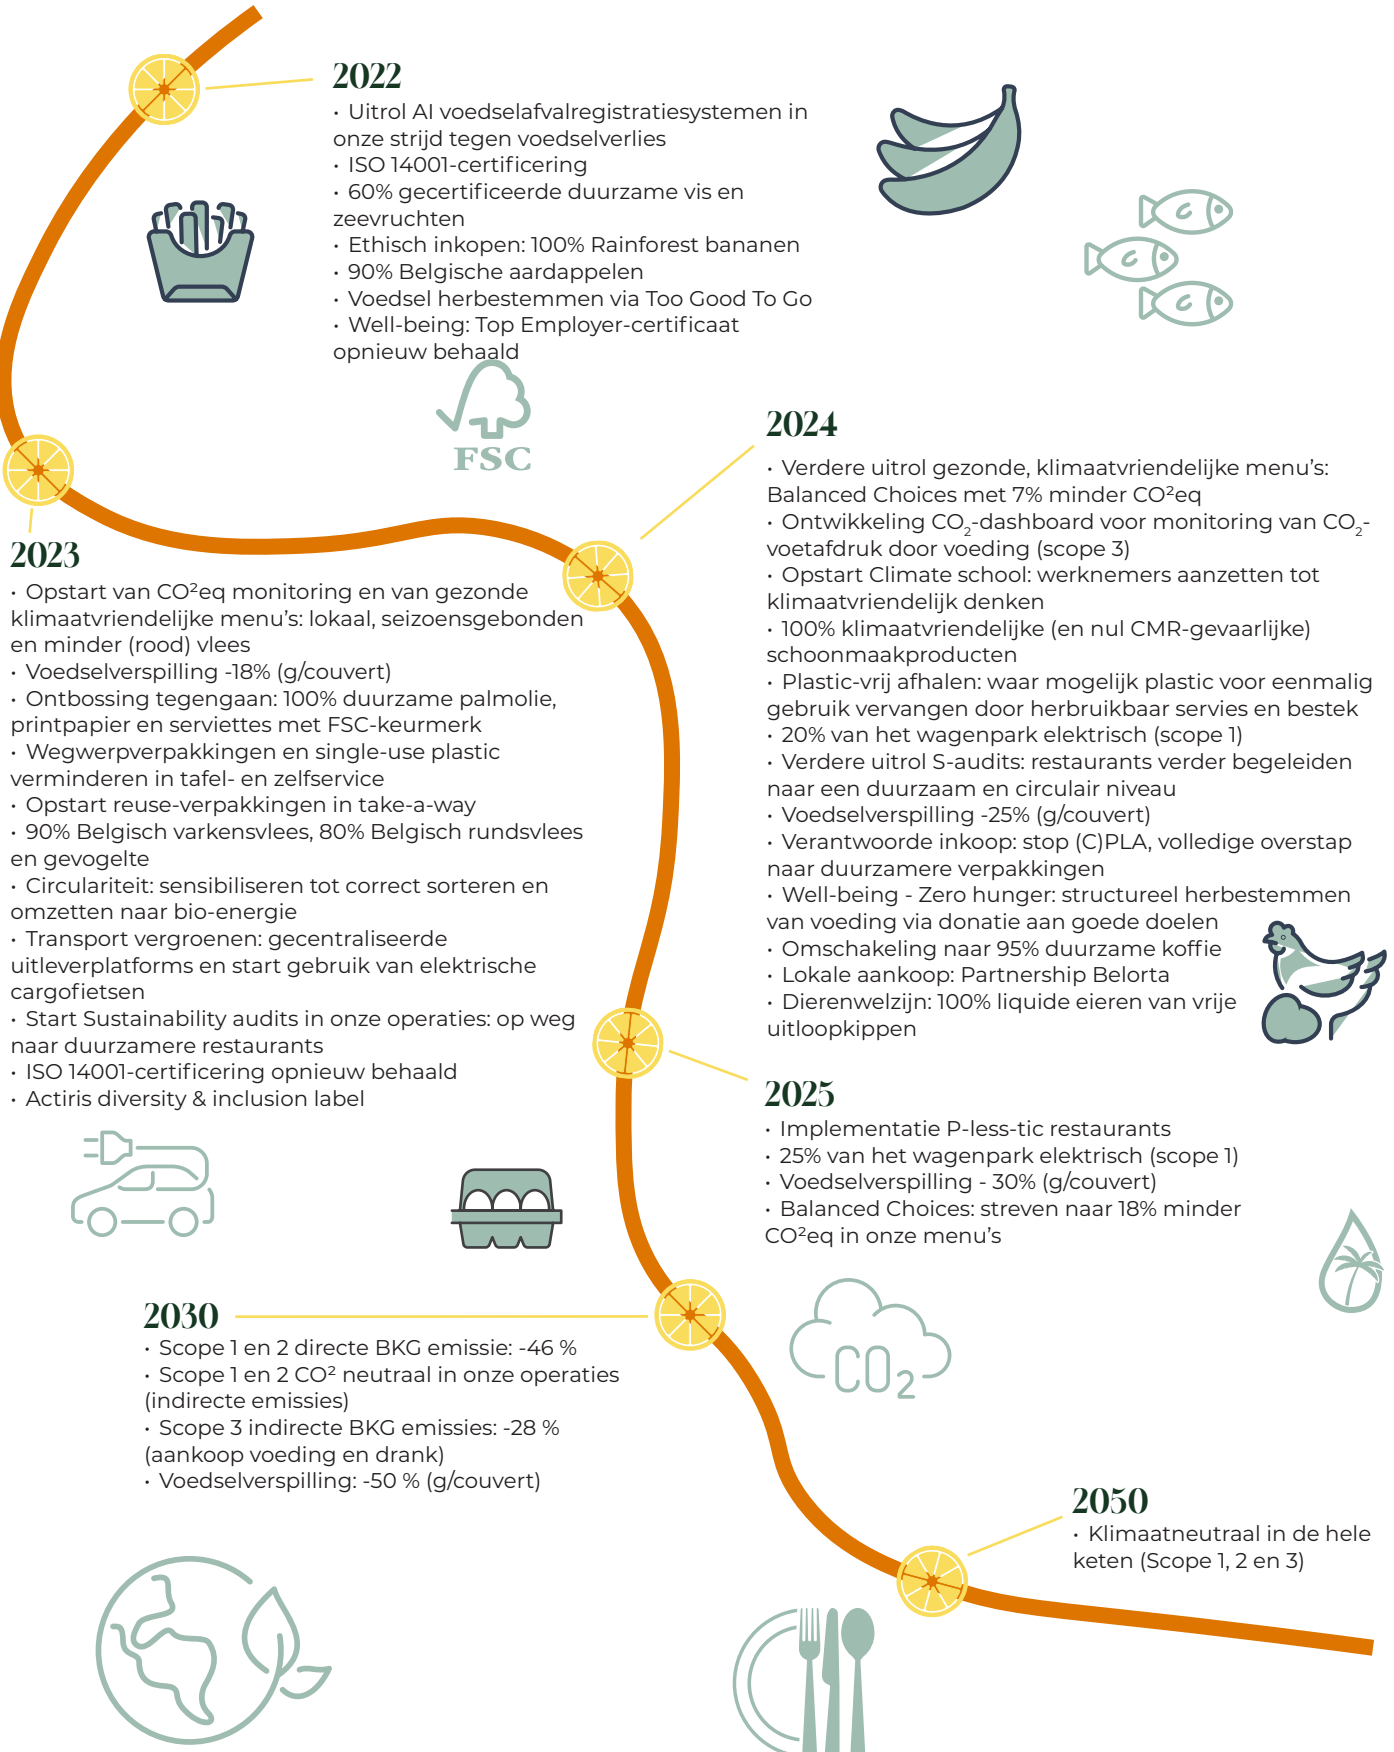 2022
• Uitrol AI voedselafvalregistratiesystemen in
onze strijd tegen voedselverlies
• ISO 14001-certificering
• 60% gecertificeerde duurzame vis en
zeevruchten
• Ethisch inkopen: 100% Rainforest bananen
• 90% Belgische aardappelen
• Voedsel herbestemmen via Too Good To Go
• Well-being: Top Employer-certificaat
opnieuw behaald
FSC
2023
• Opstart van CO²eq monitoring en van gezonde
klimaatvriendelijke menu’s: lokaal, seizoensgebonden
en minder (rood) vlees
• Voedselverspilling -18% (g/couvert)
• Ontbossing tegengaan: 100% duurzame palmolie,
printpapier en serviettes met FSC-keurmerk
• Wegwerpverpakkingen en single-use plastic
verminderen in tafel- en zelfservice
• Opstart reuse-verpakkingen in take-a-way
• 90% Belgisch varkensvlees, 80% Belgisch rundsvlees
en gevogelte
• Circulariteit: sensibiliseren tot correct sorteren en
omzetten naar bio-energie
• Transport vergroenen: gecentraliseerde
uitleverplatforms en start gebruik van elektrische
cargofietsen
• Start Sustainability audits in onze operaties: op weg
naar duurzamere restaurants
• ISO 14001-certificering opnieuw behaald
• Actiris diversity & inclusion label
2024
• Verdere uitrol gezonde, klimaatvriendelijke menu’s:
Balanced Choices met 7% minder CO²eq
• Ontwikkeling CO₂-dashboard voor monitoring van CO₂-
voetafdruk door voeding (scope 3)
• Opstart Climate school: werknemers aanzetten tot
klimaatvriendelijk denken
• 100% klimaatvriendelijke (en nul CMR-gevaarlijke)
schoonmaakproducten
• Plastic-vrij afhalen: waar mogelijk plastic voor eenmalig
gebruik vervangen door herbruikbaar servies en bestek
• 20% van het wagenpark elektrisch (scope 1)
• Verdere uitrol S-audits: restaurants verder begeleiden
naar een duurzaam en circulair niveau
• Voedselverspilling -25% (g/couvert)
• Verantwoorde inkoop: stop (C)PLA, volledige overstap
naar duurzamere verpakkingen
• Well-being - Zero hunger: structureel herbestemmen
van voeding via donatie aan goede doelen
• Omschakeling naar 95% duurzame koffie
• Lokale aankoop: Partnership Belorta
• Dierenwelzijn: 100% liquide eieren van vrije
uitloopkippen
2025
• Implementatie P-less-tic restaurants
• 25% van het wagenpark elektrisch (scope 1)
• Voedselverspilling - 30% (g/couvert)
• Balanced Choices: streven naar 18% minder
CO²eq in onze menu’s
CO₂
2030
• Scope 1 en 2 directe BKG emissie: -46 %
• Scope 1 en 2 CO² neutraal in onze operaties
(indirecte emissies)
• Scope 3 indirecte BKG emissies: -28 %
(aankoop voeding en drank)
• Voedselverspilling: -50 % (g/couvert)
2050
• Klimaatneutraal in de hele
keten (Scope 1, 2 en 3)